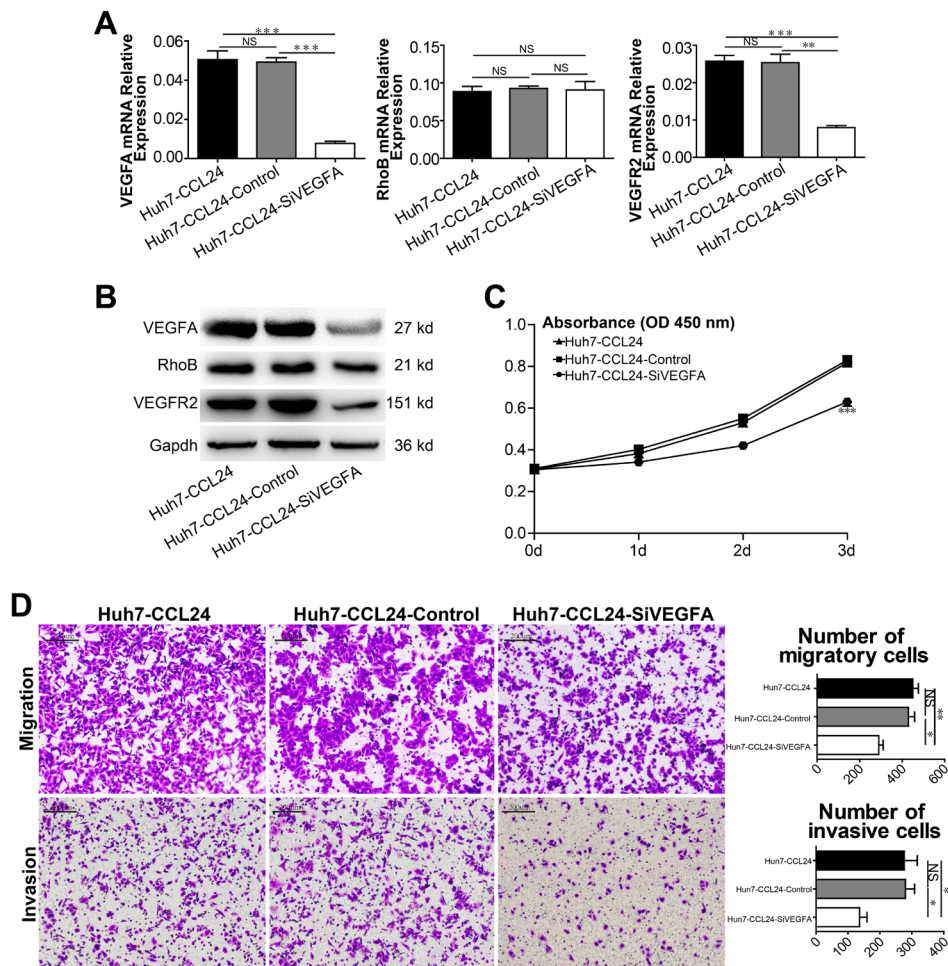 A
VEGFA mRNA Relative
Expression
0.06
0.04
0.02
0.00
***
NS
***
Huh7-CCL24
Huh7-CCL24-Control
Huh7-CCL24-SiVEGFA
RhoB mRNA Relative
Expression
0.15
0.10
0.05
0.00
NS
NS
NS
Huh7-CCL24
Huh7-CCL24-Control
Huh7-CCL24-SiVEGFA
VEGFR2 mRNA Relative
Expression
0.03
0.02
0.01
0.00
***
NS
**
Huh7-CCL24
Huh7-CCL24-Control
Huh7-CCL24-SiVEGFA
B
VEGFA 27 kd
RhoB 21 kd
VEGFR2 151 kd
Gapdh 36 kd
Huh7-CCL24
Huh7-CCL24-Control
Huh7-CCL24-SiVEGFA
C
Absorbance (OD 450 nm)
Huh7-CCL24
Huh7-CCL24-Control
Huh7-CCL24-SiVEGFA
1.0
0.8
0.6
0.4
0.2
0.0
***
0d 1d 2d 3d
D
Huh7-CCL24 Huh7-CCL24-Control Huh7-CCL24-SiVEGFA
Migration
Invasion
Number of
migratory cells
Hun7-CCL24
Hun7-CCL24-Control
Hun7-CCL24-SiVEGFA
NS
**
*
0 200 400 600
Number of
invasive cells
Hun7-CCL24
Hun7-CCL24-Control
Hun7-CCL24-SiVEGFA
NS
*
*
0 100 200 300 400